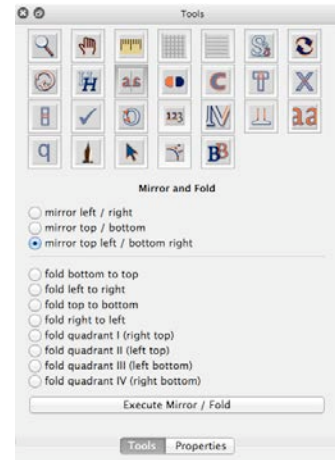 Tools
H
a s
C
T
X
123
N
aa
q
B B
Mirror and Fold
mirror left / right
mirror top / bottom
mirror top left / bottom right
fold bottom to top
fold left to right
fold top to bottom
fold right to left
fold quadrant I (right top)
fold quadrant II (left top)
fold quadrant III (left bottom)
fold quadrant IV (right bottom)
Execute Mirror / Fold
Tools Properties